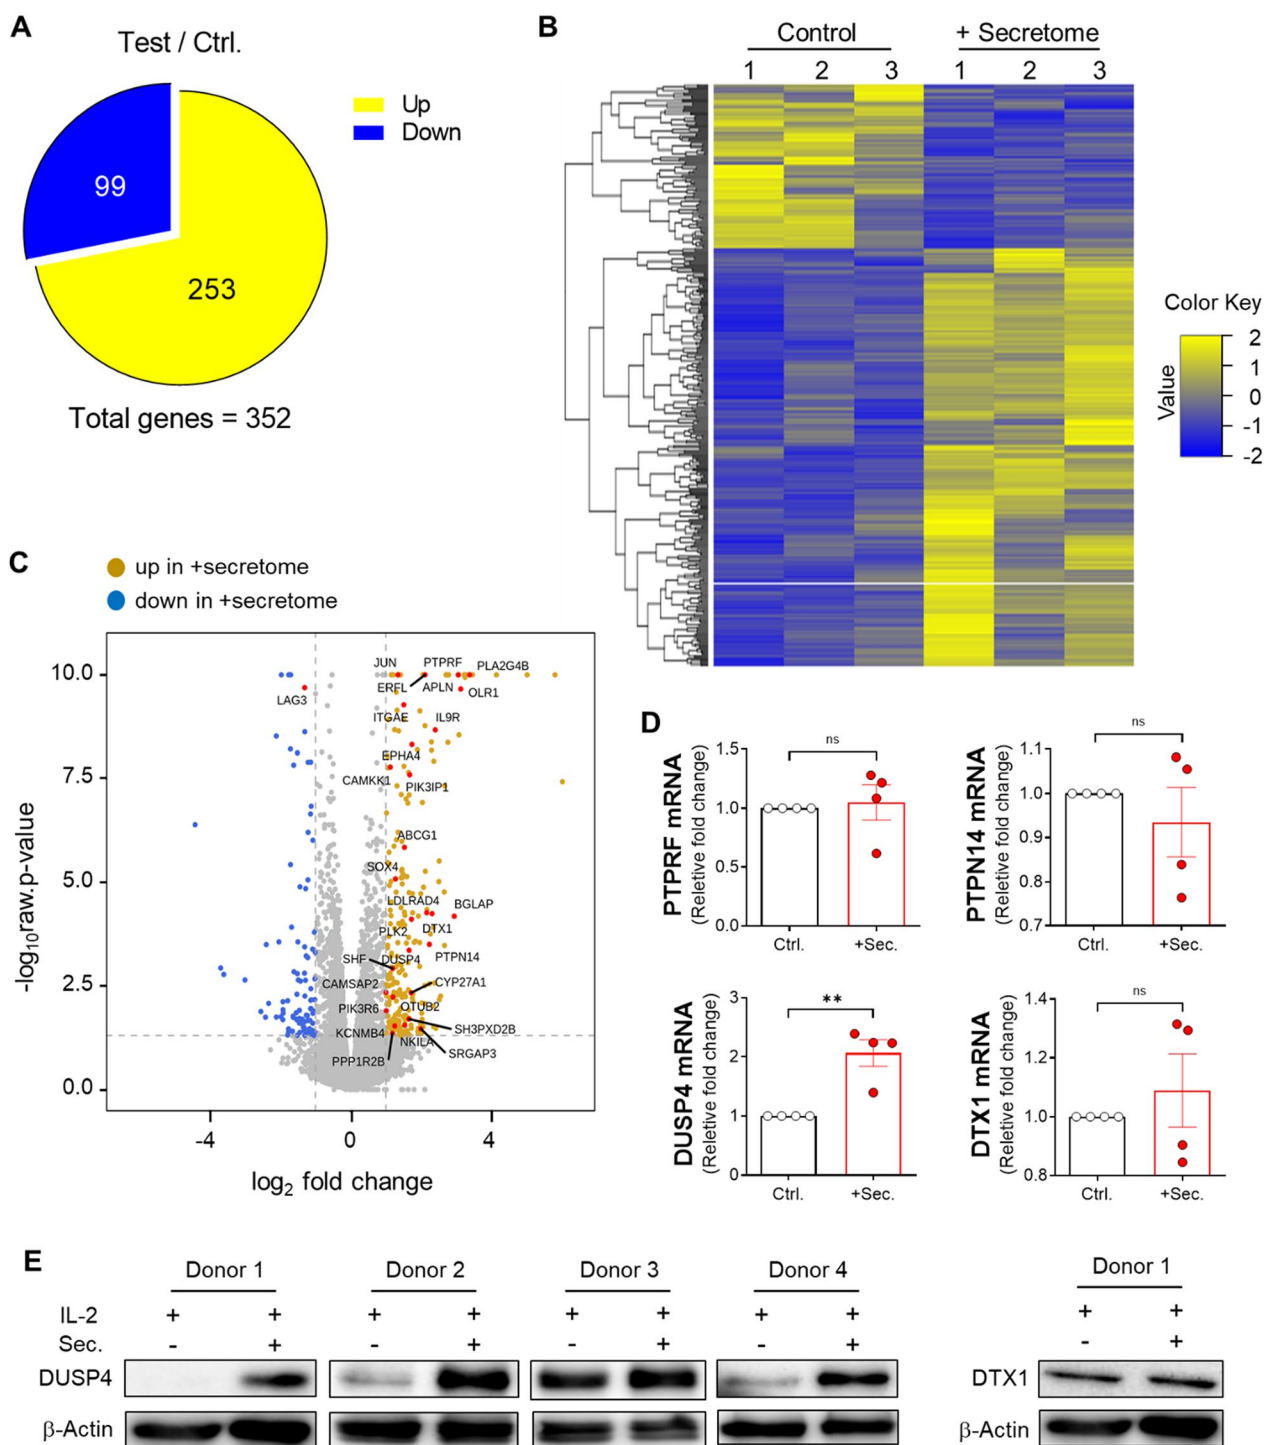 A
Test / Ctrl.
Up
Down
99
253
Total genes = 352
B
Control
+ Secretome
1 2 3 1 2 3
Color Key
Value
2
1
0
-1
-2
C
up in +secretome
down in +secretome
-log10raw.p-value
10.0
7.5
5.0
2.5
0.0
-4 0 4
log2 fold change
JUN
PTPRF
PLA2G4B
LAG3
ERFL
APLN
OLR1
ITGAE
IL9R
EPHA4
CAMKK1
PIK3IP1
ABCG1
SOX4
LDLRAD4
BGLAP
PLK2
DTX1
SHF
DUSP4
PTPN14
CAMSAP2
CYP27A1
PIK3R6
OTUB2
KCNMB4
SH3PXD2B
NKILA
PPP1R2B
SRGAP3
D
PTPRF mRNA
(Reletive fold change)
1.5
1.0
0.5
0.0
ns
Ctrl. +Sec.
PTPN14 mRNA
(Reletive fold change)
1.1
1.0
0.9
0.8
0.7
ns
Ctrl. +Sec.
DUSP4 mRNA
(Reletive fold change)
3
2
1
0
**
Ctrl. +Sec.
DTX1 mRNA
(Reletive fold change)
1.4
1.2
1.0
0.8
ns
Ctrl. +Sec.
E
Donor 1 Donor 2 Donor 3 Donor 4 Donor 1
IL-2 + + + + + + + + + +
Sec. - + - + - + - + - +
DUSP4 DTX1
β-Actin β-Actin